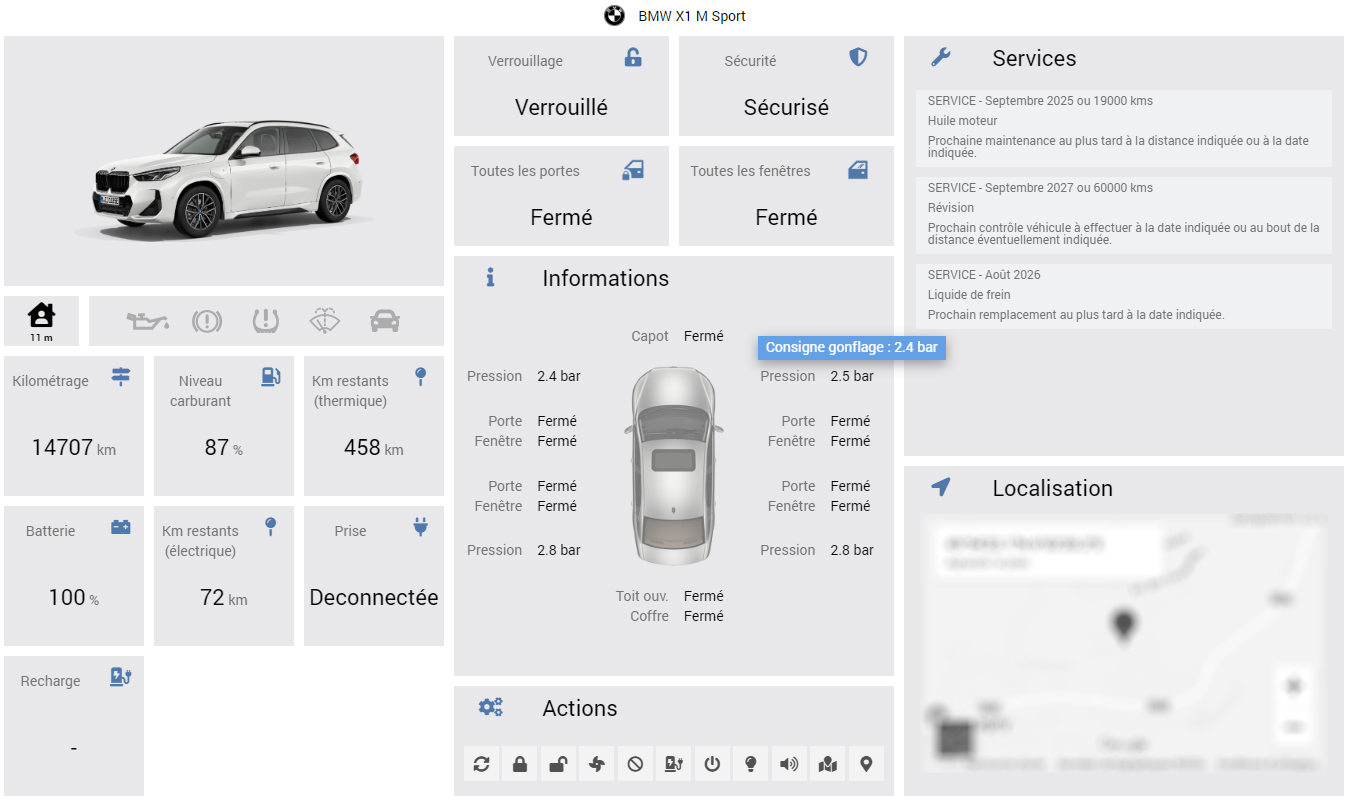 BMW X1 M Sport
11 m
Kilométrage
14707 km
Niveau
carburant
87 %
Km restants
(thermique)
458 km
Batterie
100 %
Km restants
(électrique)
72 km
Prise
Deconnectée
Recharge
-
Verrouillage
Verrouillé
Sécurité
Sécurisé
Toutes les portes
Fermé
Toutes les fenêtres
Fermé
Informations
Capot Fermé
Consigne gonflage : 2.4 bar
Pression 2.4 bar
Pression 2.5 bar
Porte Fermé
Fenêtre Fermé
Porte Fermé
Fenêtre Fermé
Porte Fermé
Fenêtre Fermé
Porte Fermé
Fenêtre Fermé
Pression 2.8 bar
Pression 2.8 bar
Toit ouv. Fermé
Coffre Fermé
Actions
Services
SERVICE - Septembre 2025 ou 19000 kms
Huile moteur
Prochaine maintenance au plus tard à la distance indiquée ou à la date
indiquée.
SERVICE - Septembre 2027 ou 60000 kms
Révision
Prochain contrôle véhicule à effectuer à la date indiquée ou au bout de la
distance éventuellement indiquée.
SERVICE - Août 2026
Liquide de frein
Prochain remplacement au plus tard à la date indiquée.
Localisation